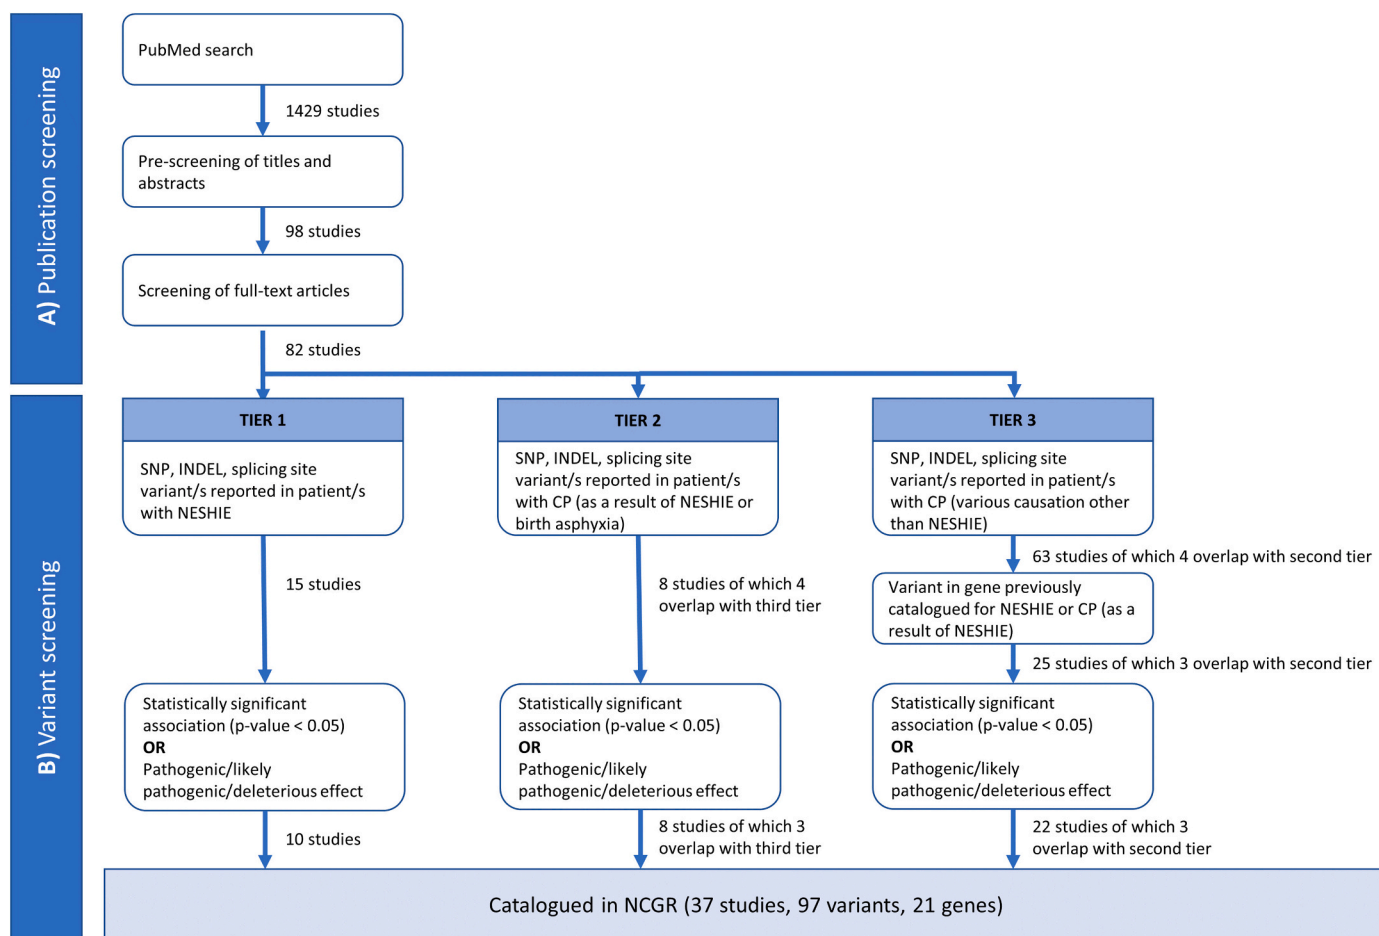 A) Publication screening
PubMed search
1429 studies
Pre-screening of titles and
abstracts
98 studies
Screening of full-text articles
82 studies
B) Variant screening
TIER 1
SNP, INDEL, splicing site
variant/s reported in patient/s
with NESHIE
15 studies
Statistically significant
association (p-value < 0.05)
OR
Pathogenic/likely
pathogenic/deleterious effect
10 studies
TIER 2
SNP, INDEL, splicing site
variant/s reported in patient/s
with CP (as a result of NESHIE or
birth asphyxia)
8 studies of which 4
overlap with third tier
Statistically significant
association (p-value < 0.05)
OR
Pathogenic/likely
pathogenic/deleterious effect
8 studies of which 3
overlap with third tier
TIER 3
SNP, INDEL, splicing site
variant/s reported in patient/s
with CP (various causation other
than NESHIE)
63 studies of which 4 overlap with second tier
Variant in gene previously
catalogued for NESHIE or CP (as a
result of NESHIE)
25 studies of which 3 overlap with second tier
Statistically significant
association (p-value < 0.05)
OR
Pathogenic/likely
pathogenic/deleterious effect
22 studies of which 3
overlap with second tier
Catalogued in NCGR (37 studies, 97 variants, 21 genes)